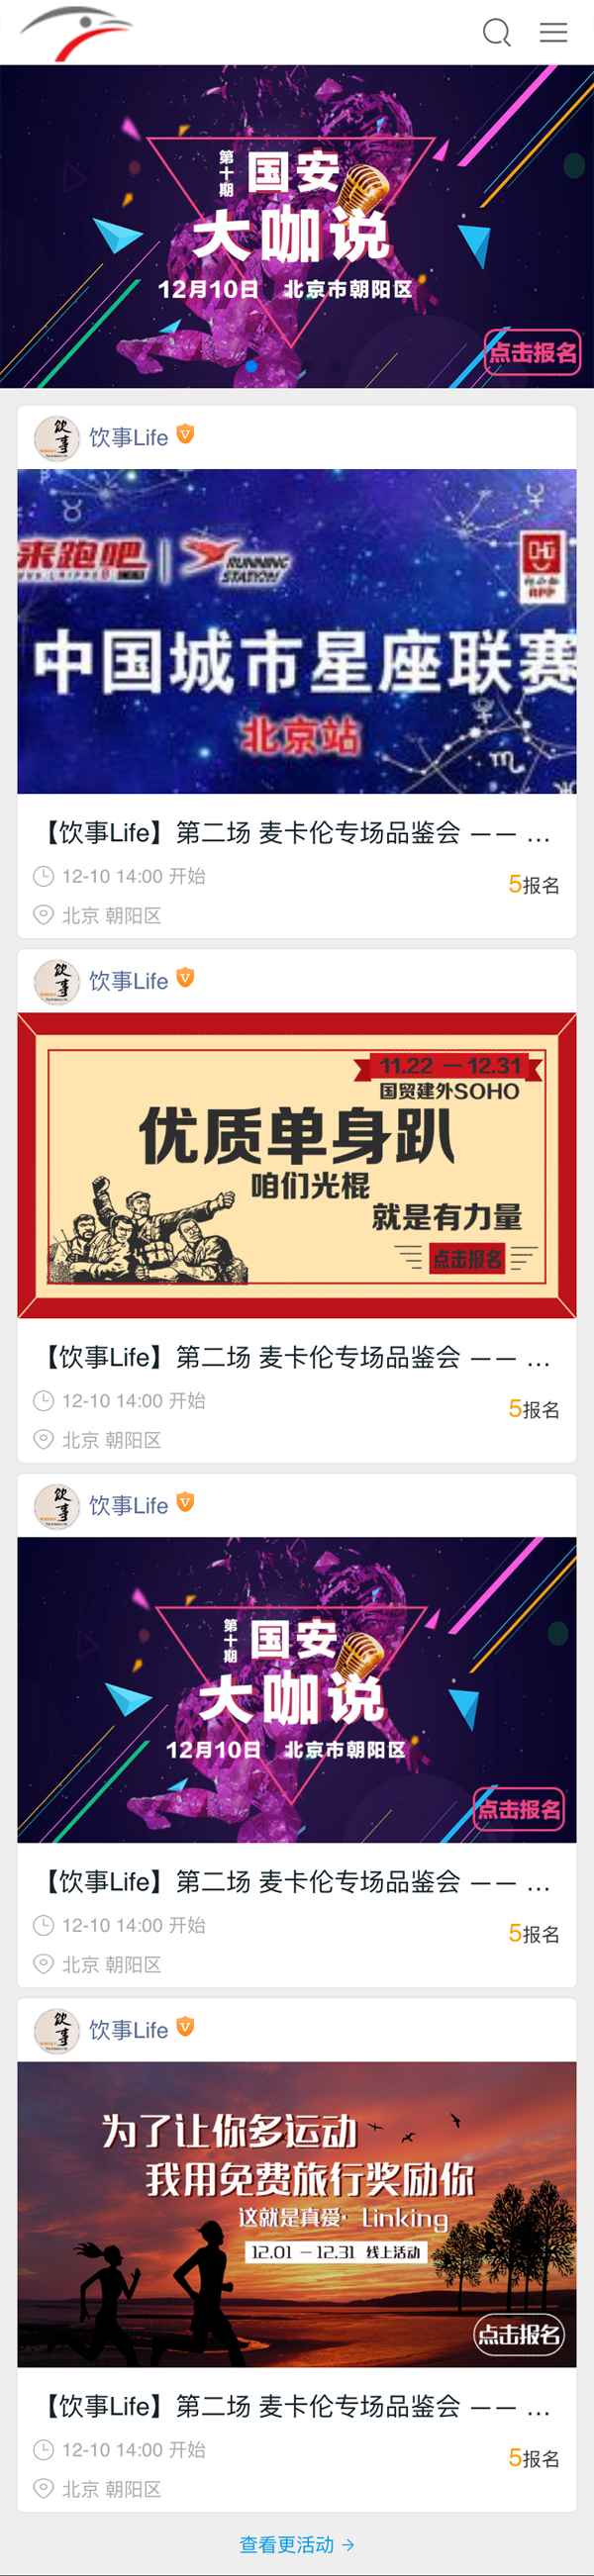 第十期
国安
大咖说
12月10日 北京市朝阳区
点击报名
饮事Life
来跑吧
RUNNING STATION!
中国城市星座联赛
北京站
【饮事Life】第二场 麦卡伦专场品鉴会 —— ...
12-10 14:00 开始
5报名
北京 朝阳区
饮事Life
11.22 — 12.31
国贸建外SOHO
优质单身趴
咱们光棍
就是有力量
点击报名
【饮事Life】第二场 麦卡伦专场品鉴会 —— ...
12-10 14:00 开始
5报名
北京 朝阳区
饮事Life
第十期
国安
大咖说
12月10日 北京市朝阳区
点击报名
【饮事Life】第二场 麦卡伦专场品鉴会 —— ...
12-10 14:00 开始
5报名
北京 朝阳区
饮事Life
为了让你多运动
我用免费旅行奖励你
这就是真爱· Linking
12.01 — 12.31 线上活动
点击报名
【饮事Life】第二场 麦卡伦专场品鉴会 —— ...
12-10 14:00 开始
5报名
北京 朝阳区
查看更活动 →